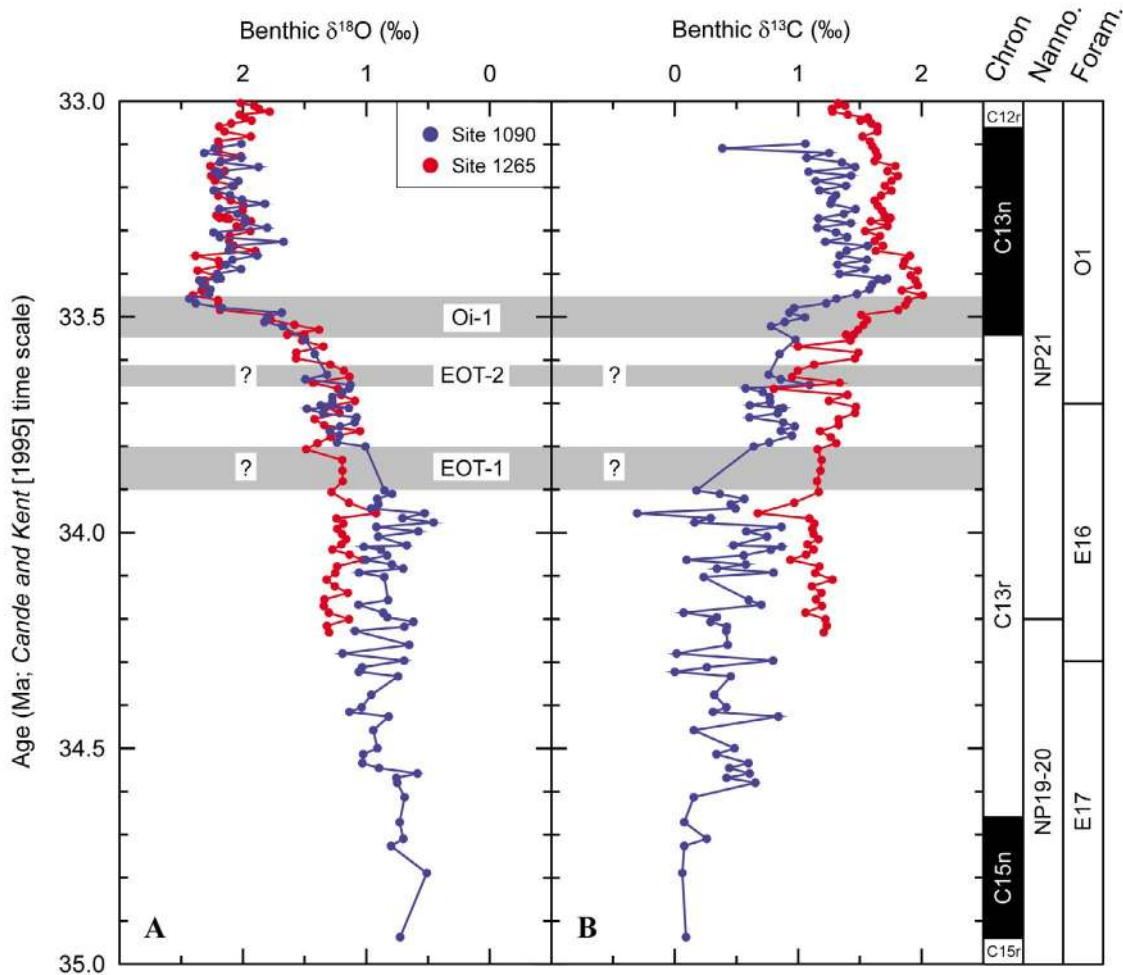 Benthic δ¹⁸O (‰)
Benthic δ¹³C (‰)
Chron
Nanno.
Foram.
2 1 0
0 1 2
33.0
33.5
34.0
34.5
35.0
Age (Ma; Cande and Kent [1995] time scale)
Site 1090
Site 1265
Oi-1
? EOT-2 ?
? EOT-1 ?
A
B
C12r
C13n
C13r
C15n
C15r
NP21
NP19-20
O1
E16
E17